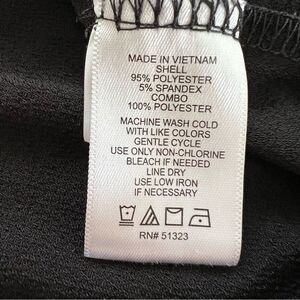 MADE IN VIETNAM
SHELL
95% POLYESTER
5% SPANDEX
COMBO
100% POLYESTER
MACHINE WASH COLD
WITH LIKE COLORS
GENTLE CYCLE
USE ONLY NON-CHLORINE
BLEACH IF NEEDED
LINE DRY
USE LOW IRON
IF NECESSARY
RN# 51323